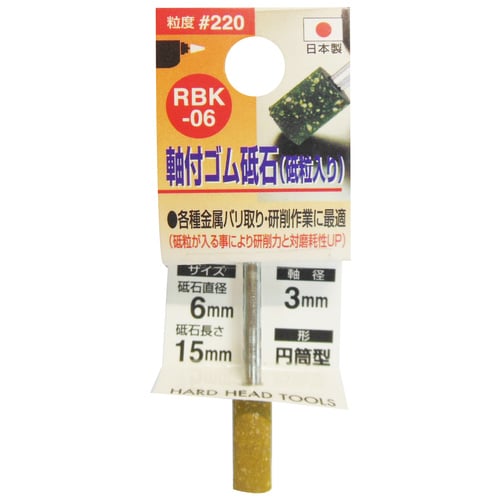 粒度 #220
日本製
RBK
-06
軸付ゴム砥石(砥粒入り)
●各種金属バリ取り・研削作業に最適
(砥粒が入る事により研削力と対磨耗性UP)
サイズ
砥石直径
6mm
砥石長さ
15mm
軸径
3mm
形
円筒型
HARD HEAD TOOLS